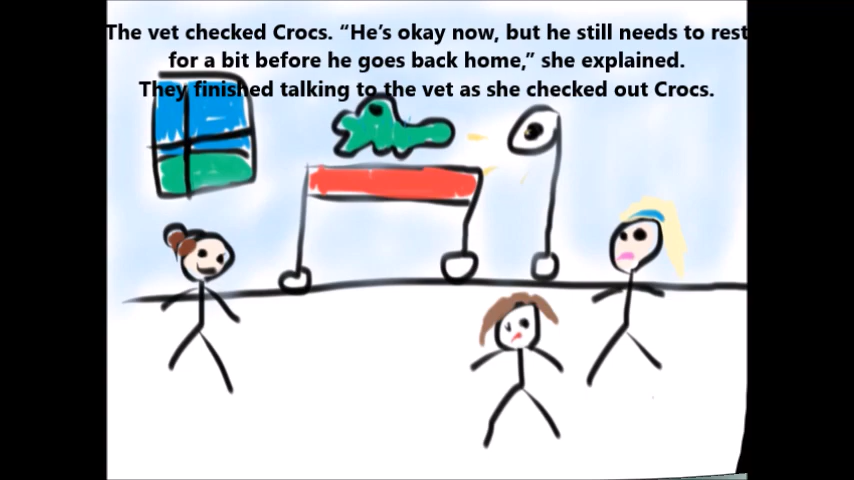 The vet checked Crocs. “He’s okay now, but he still needs to rest
for a bit before he goes back home,” she explained.
They finished talking to the vet as she checked out Crocs.